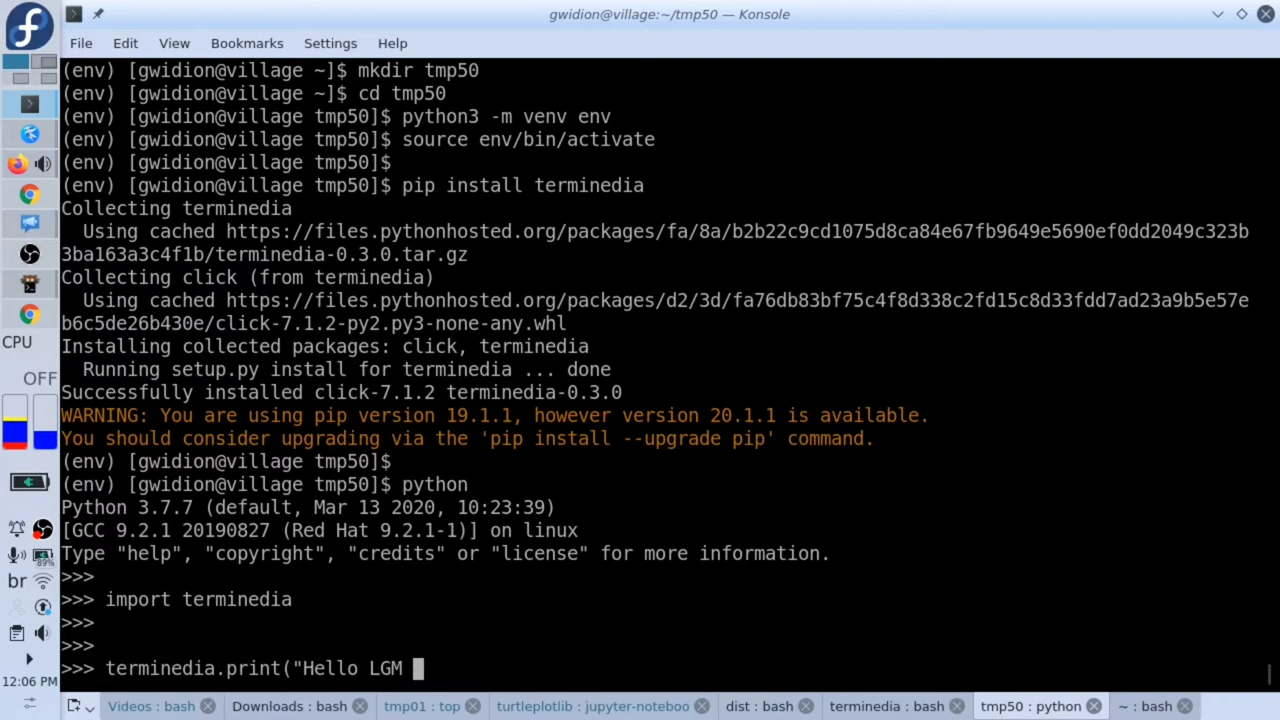 gwidion@village:~/tmp50 — Konsole
File Edit View Bookmarks Settings Help
(env) [gwidion@village ~]$ mkdir tmp50
(env) [gwidion@village ~]$ cd tmp50
(env) [gwidion@village tmp50]$ python3 -m venv env
(env) [gwidion@village tmp50]$ source env/bin/activate
(env) [gwidion@village tmp50]$
(env) [gwidion@village tmp50]$ pip install terminedia
Collecting terminedia
  Using cached https://files.pythonhosted.org/packages/fa/8a/b2b22c9cd1075d8ca84e67fb9649e5690ef0dd2049c323b
3ba163a3c4f1b/terminedia-0.3.0.tar.gz
Collecting click (from terminedia)
  Using cached https://files.pythonhosted.org/packages/d2/3d/fa76db83bf75c4f8d338c2fd15c8d33fdd7ad23a9b5e57e
b6c5de26b430e/click-7.1.2-py2.py3-none-any.whl
Installing collected packages: click, terminedia
  Running setup.py install for terminedia ... done
Successfully installed click-7.1.2 terminedia-0.3.0
WARNING: You are using pip version 19.1.1, however version 20.1.1 is available.
You should consider upgrading via the 'pip install --upgrade pip' command.
(env) [gwidion@village tmp50]$
(env) [gwidion@village tmp50]$ python
Python 3.7.7 (default, Mar 13 2020, 10:23:39)
[GCC 9.2.1 20190827 (Red Hat 9.2.1-1)] on linux
Type "help", "copyright", "credits" or "license" for more information.
>>>
>>> import terminedia
>>>
>>>
>>> terminedia.print("Hello LGM
CPU
OFF
89%
br
12:06 PM
Videos : bash Downloads : bash tmp01 : top turtleplotlib : jupyter-noteboo dist : bash terminedia : bash tmp50 : python ~ : bash